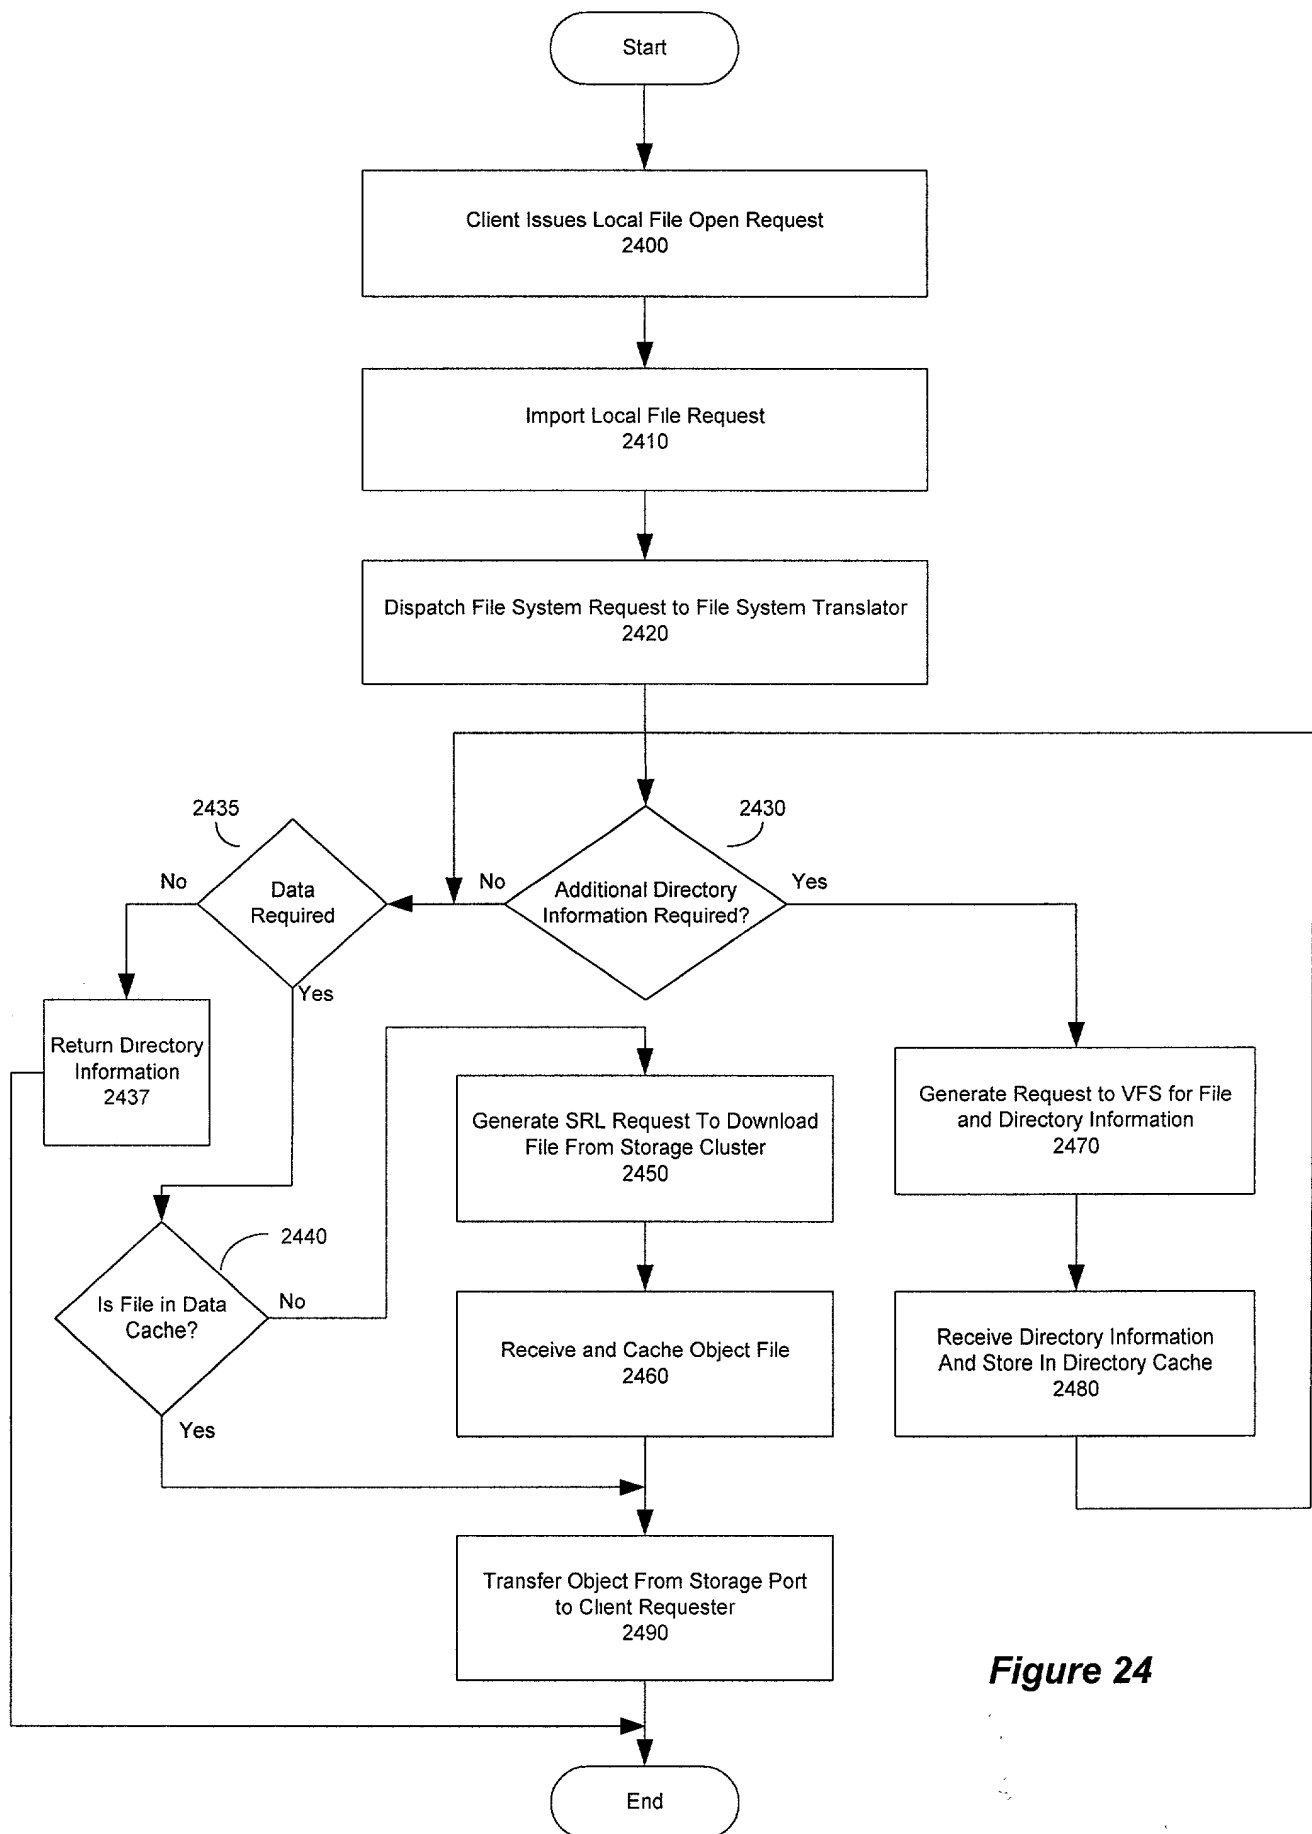 Start
Client Issues Local File Open Request
2400
Import Local File Request
2410
Dispatch File System Request to File System Translator
2420
2435
2430
No
Data
Required
No
Additional Directory
Information Required?
Yes
Yes
Return Directory
Information
2437
Generate SRL Request To Download
File From Storage Cluster
2450
Generate Request to VFS for File
and Directory Information
2470
2440
Is File in Data
Cache?
No
Yes
Receive and Cache Object File
2460
Receive Directory Information
And Store In Directory Cache
2480
Transfer Object From Storage Port
to Client Requester
2490
Figure 24
End